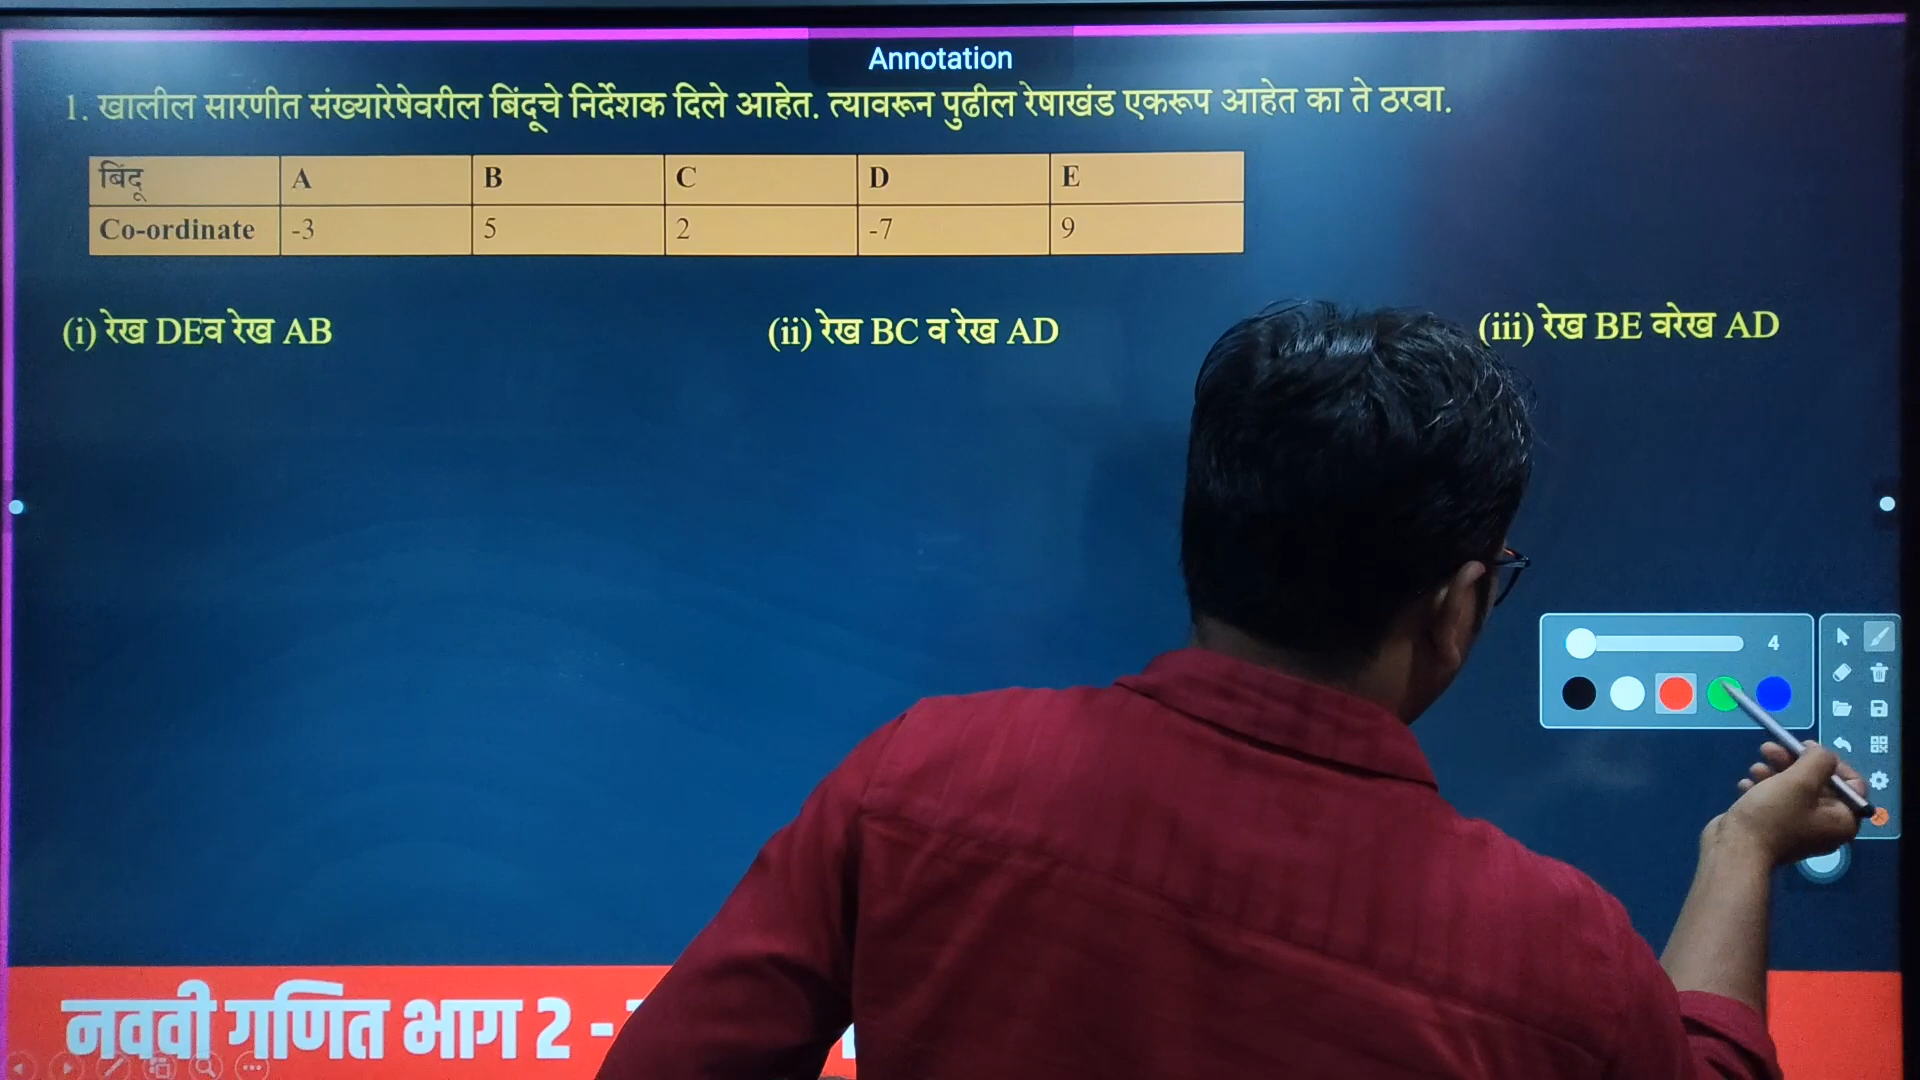 Annotation
1. खालील सारणीत संख्यारेषेवरील बिंदूचे निर्देशक दिले आहेत. त्यावरून पुढील रेषाखंड एकरूप आहेत का ते ठरवा.
बिंदू A B C D E
Co-ordinate -3 5 2 -7 9
(i) रेख DEव रेख AB (ii) रेख BC व रेख AD (iii) रेख BE वरेख AD
4
नववी गणित भाग 2 -